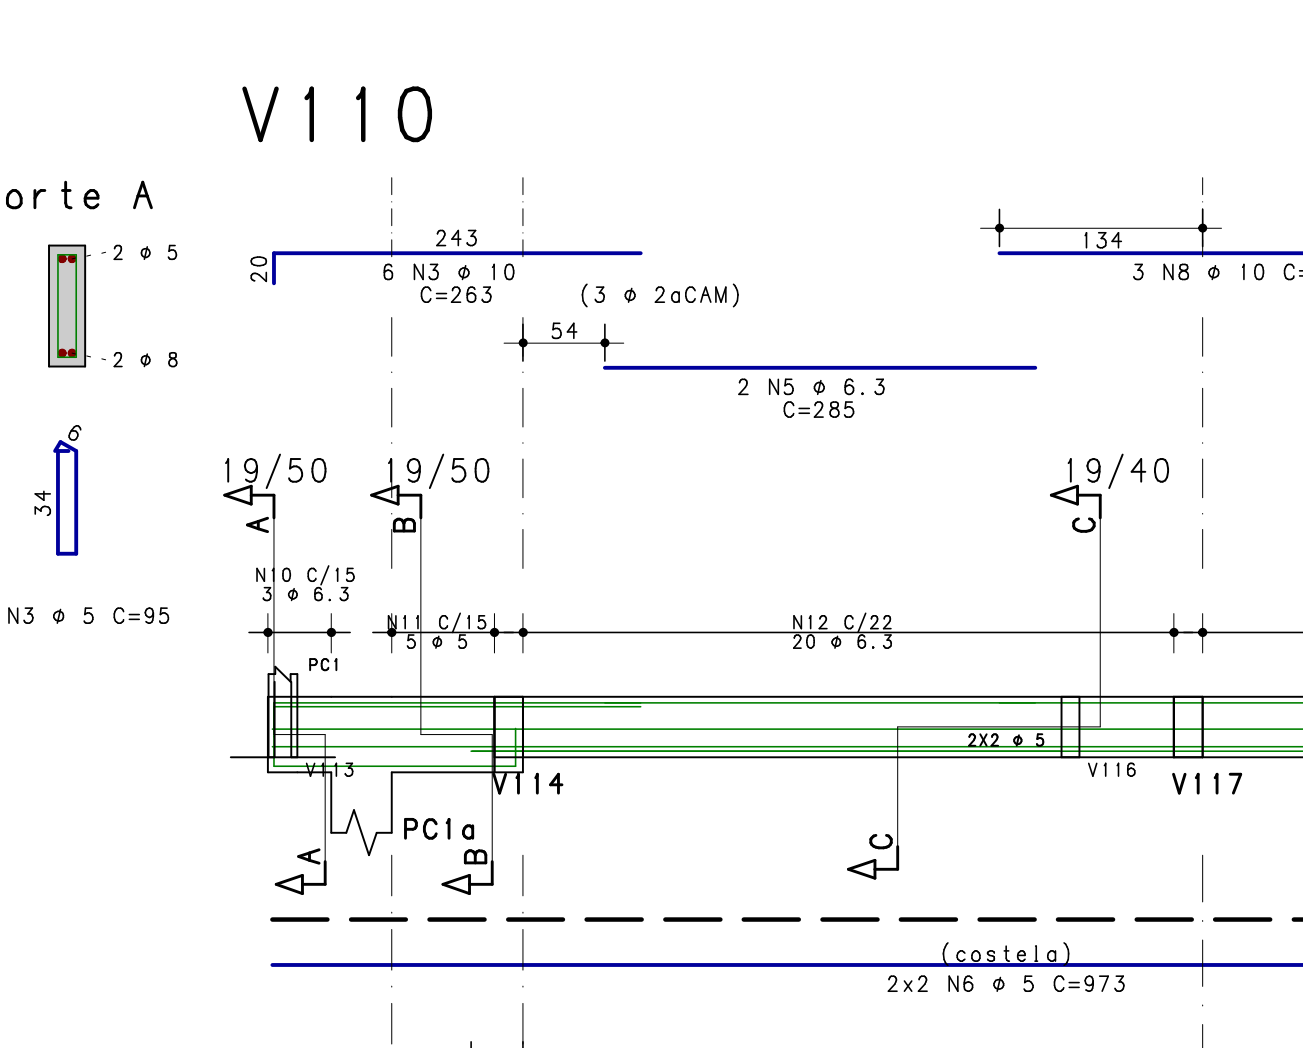 V110
orte A
2 ø 5
2 ø 8
6
34
N3 ø 5 C=95
243
20
6 N3 ø 10
C=263
(3 ø 2aCAM)
134
3 N8 ø 10 C=
54
2 N5 ø 6.3
C=285
19/50
19/50
19/40
A
B
C
N10 C/15
3 ø 6.3
N11 C/15
5 ø 5
N12 C/22
20 ø 6.3
PC1
2X2 ø 5
V113
V114
V116
V117
PC1a
A
B
C
(costela)
2x2 N6 ø 5 C=973